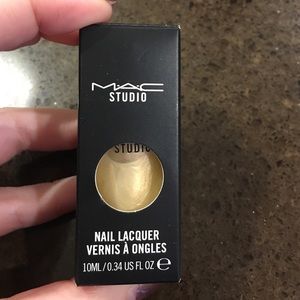 MAC
STUDIO
STUDIO
NAIL LACQUER
VERNIS À ONGLES
10ML/0.34 US FL OZ ℮